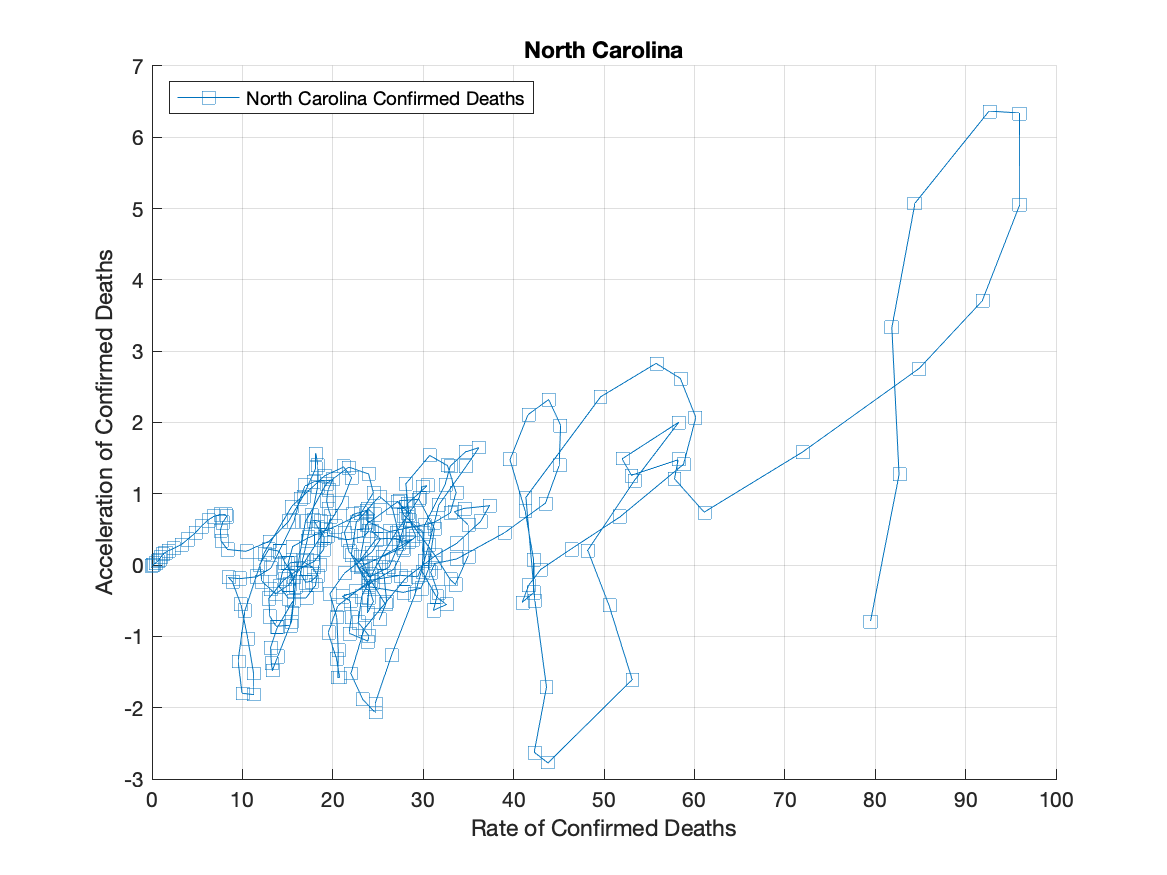 North Carolina
North Carolina Confirmed Deaths
7
6
5
4
3
2
1
0
-1
-2
-3
Acceleration of Confirmed Deaths
0 10 20 30 40 50 60 70 80 90 100
Rate of Confirmed Deaths